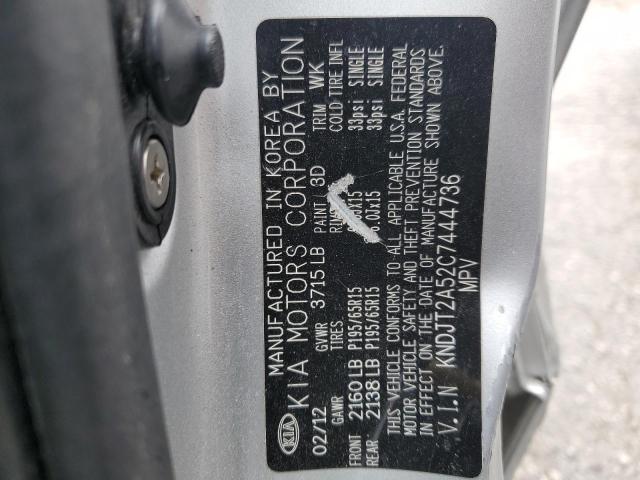 KIA
MANUFACTURED IN KOREA BY
KIA MOTORS CORPORATION
02/12 GVWR 3715 LB PAINT 3D TRIM WK
GAWR TIRES COLD TIRE INFL
FRONT 2160 LB P195/65R15 33psi SINGLE
REAR 2138 LB P195/65R15 33psi SINGLE
THIS VEHICLE CONFORMS TO ALL APPLICABLE U.S.A. FEDERAL
MOTOR VEHICLE SAFETY AND THEFT PREVENTION STANDARDS
IN EFFECT ON THE DATE OF MANUFACTURE SHOWN ABOVE.
V.I.N KNDJT2A52C7444736
MPV